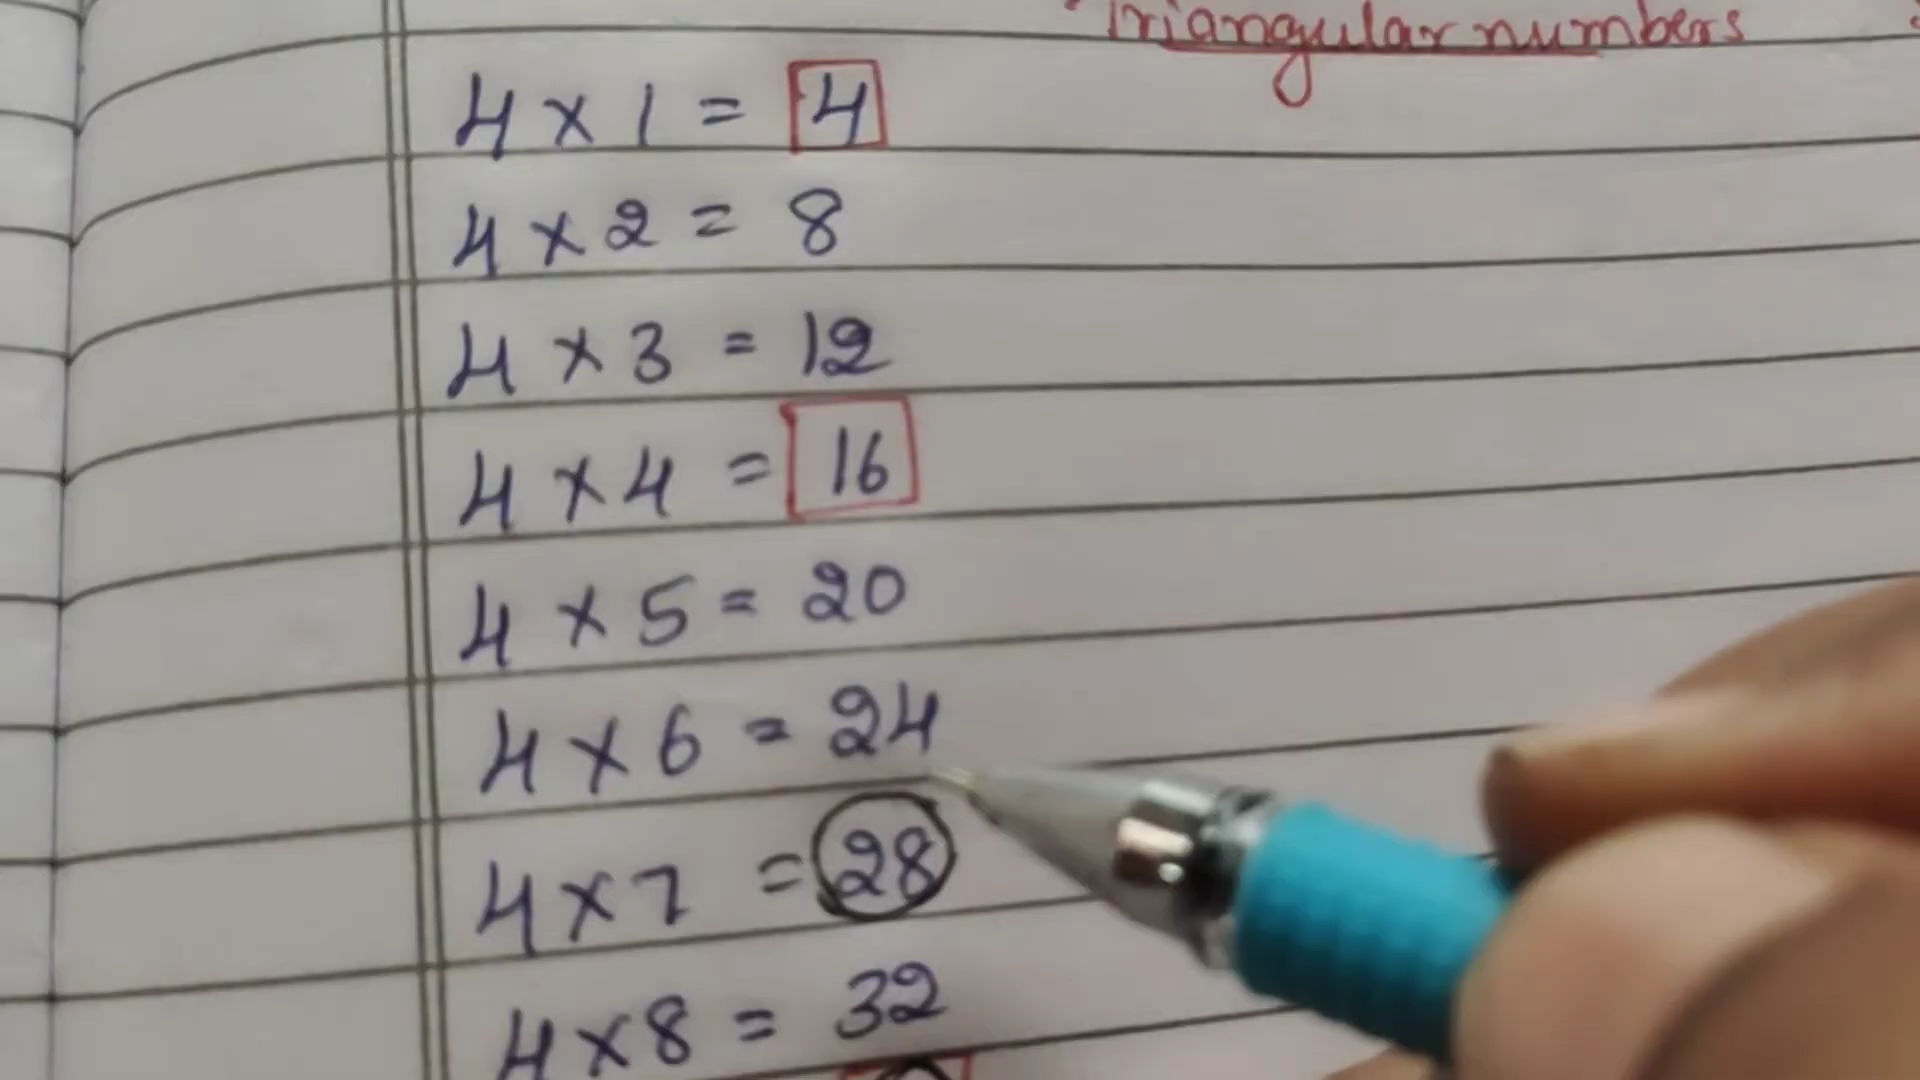 Triangular numbers
4 × 1 = 4
4 × 2 = 8
4 × 3 = 12
4 × 4 = 16
4 × 5 = 20
4 × 6 = 24
4 × 7 = 28
4 × 8 = 32